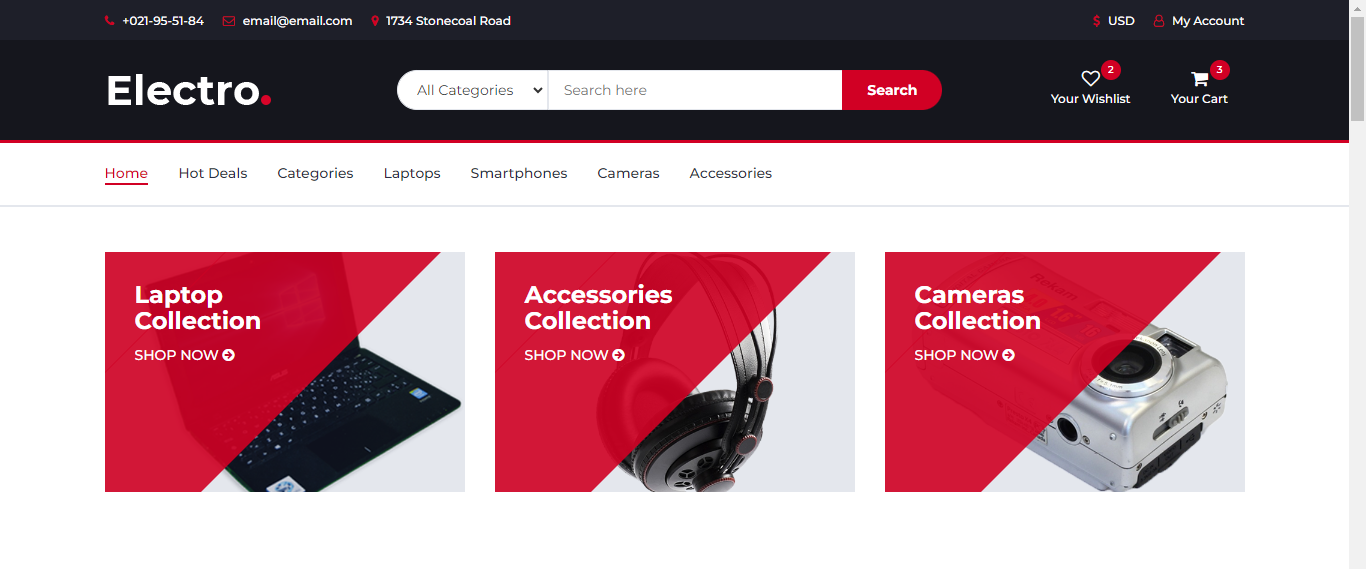 +021-95-51-84 email@email.com 1734 Stonecoal Road $ USD My Account
Electro.
All Categories Search here Search
2 3
Your Wishlist Your Cart
Home Hot Deals Categories Laptops Smartphones Cameras Accessories
Laptop
Collection
SHOP NOW
Accessories
Collection
SHOP NOW
Cameras
Collection
SHOP NOW